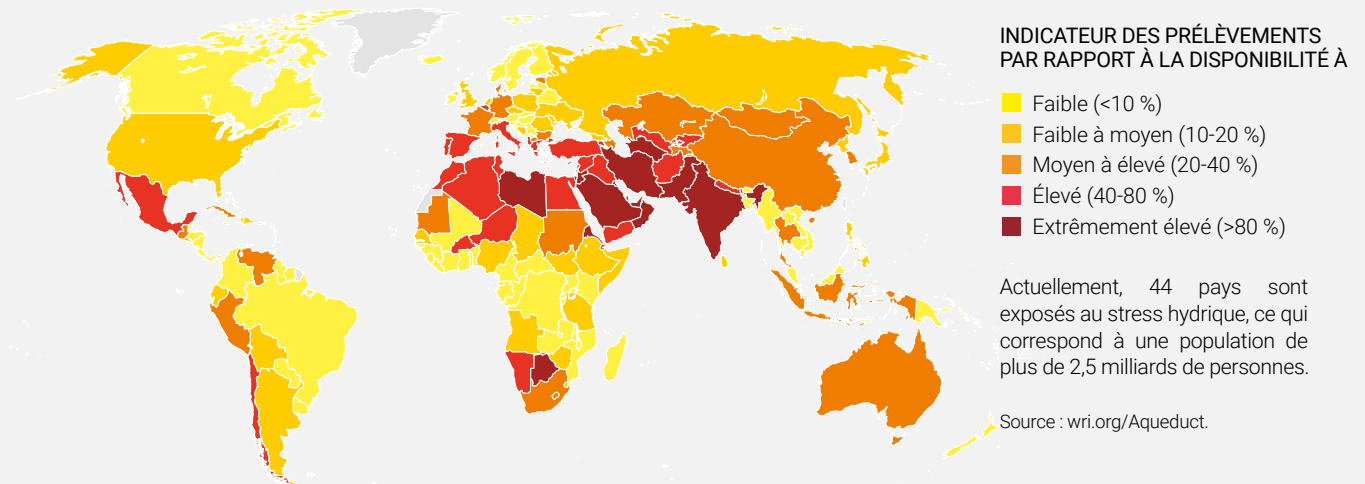 INDICATEUR DES PRÉLÈVEMENTS
PAR RAPPORT À LA DISPONIBILITÉ À
Faible (<10 %)
Faible à moyen (10-20 %)
Moyen à élevé (20-40 %)
Élevé (40-80 %)
Extrêmement élevé (>80 %)
Actuellement, 44 pays sont
exposés au stress hydrique, ce qui
correspond à une population de
plus de 2,5 milliards de personnes.
Source : wri.org/Aqueduct.